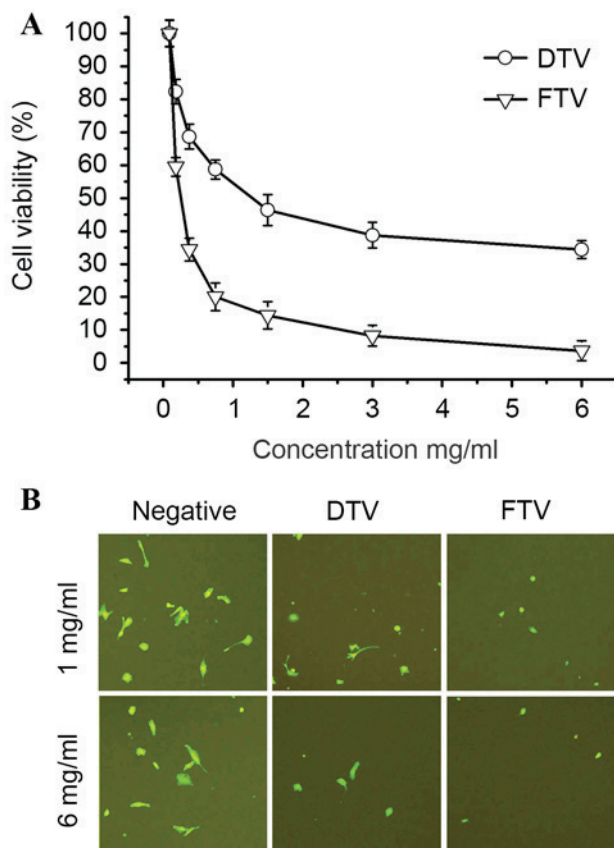 A
Cell viability (%)
100
90
80
70
60
50
40
30
20
10
0
DTV
FTV
0 1 2 3 4 5 6
Concentration mg/ml
B
Negative DTV FTV
1 mg/ml
6 mg/ml